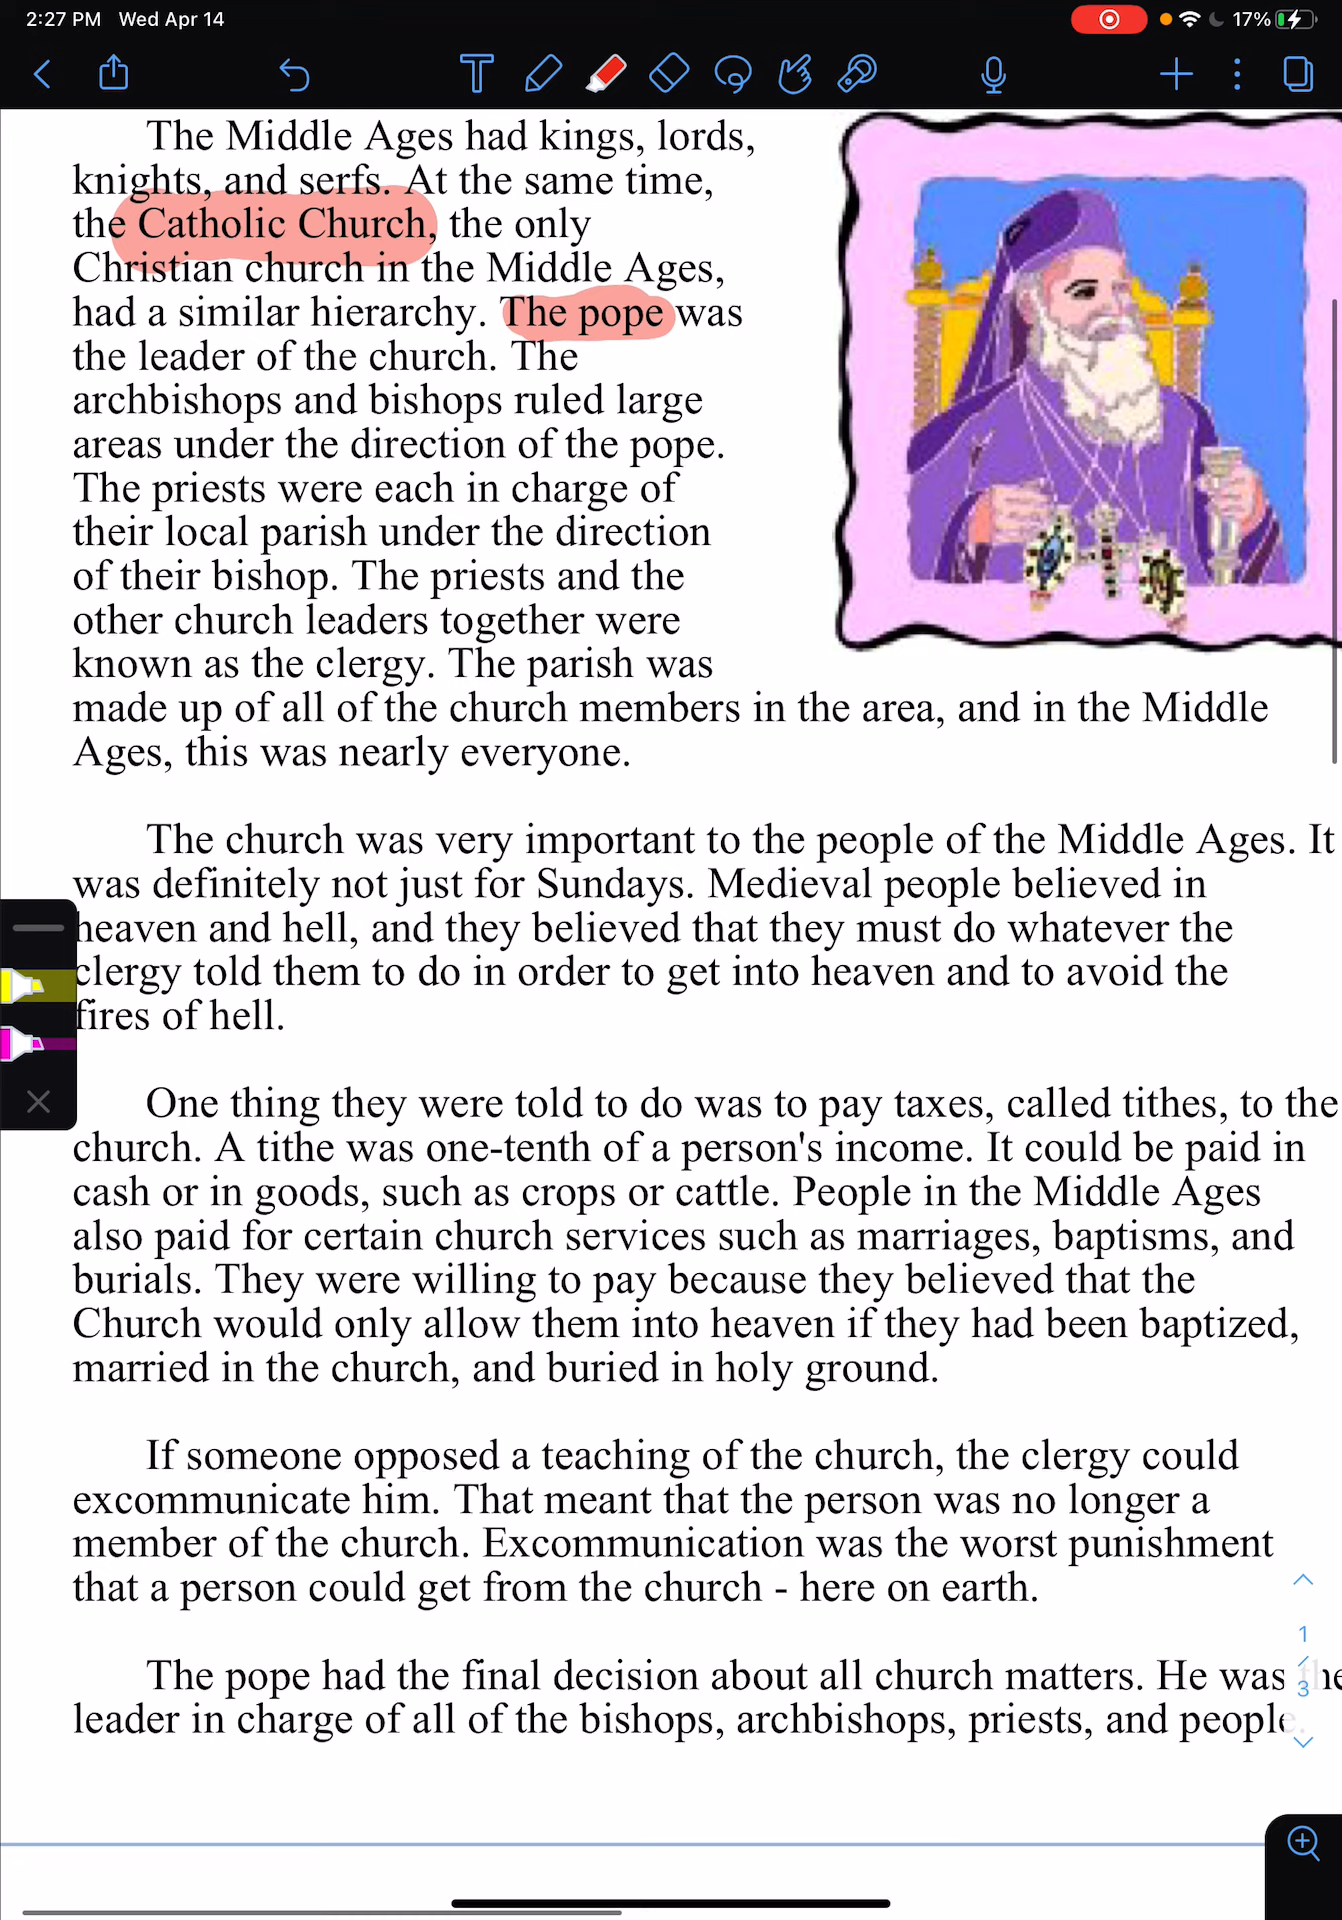 2:27 PM Wed Apr 14
17%
T
The Middle Ages had kings, lords,
knights, and serfs. At the same time,
the Catholic Church, the only
Christian church in the Middle Ages,
had a similar hierarchy. The pope was
the leader of the church. The
archbishops and bishops ruled large
areas under the direction of the pope.
The priests were each in charge of
their local parish under the direction
of their bishop. The priests and the
other church leaders together were
known as the clergy. The parish was
made up of all of the church members in the area, and in the Middle
Ages, this was nearly everyone.
The church was very important to the people of the Middle Ages. It
was definitely not just for Sundays. Medieval people believed in
heaven and hell, and they believed that they must do whatever the
clergy told them to do in order to get into heaven and to avoid the
fires of hell.
One thing they were told to do was to pay taxes, called tithes, to the
church. A tithe was one-tenth of a person's income. It could be paid in
cash or in goods, such as crops or cattle. People in the Middle Ages
also paid for certain church services such as marriages, baptisms, and
burials. They were willing to pay because they believed that the
Church would only allow them into heaven if they had been baptized,
married in the church, and buried in holy ground.
If someone opposed a teaching of the church, the clergy could
excommunicate him. That meant that the person was no longer a
member of the church. Excommunication was the worst punishment
that a person could get from the church - here on earth.
The pope had the final decision about all church matters. He was the
leader in charge of all of the bishops, archbishops, priests, and people.
1
/
3